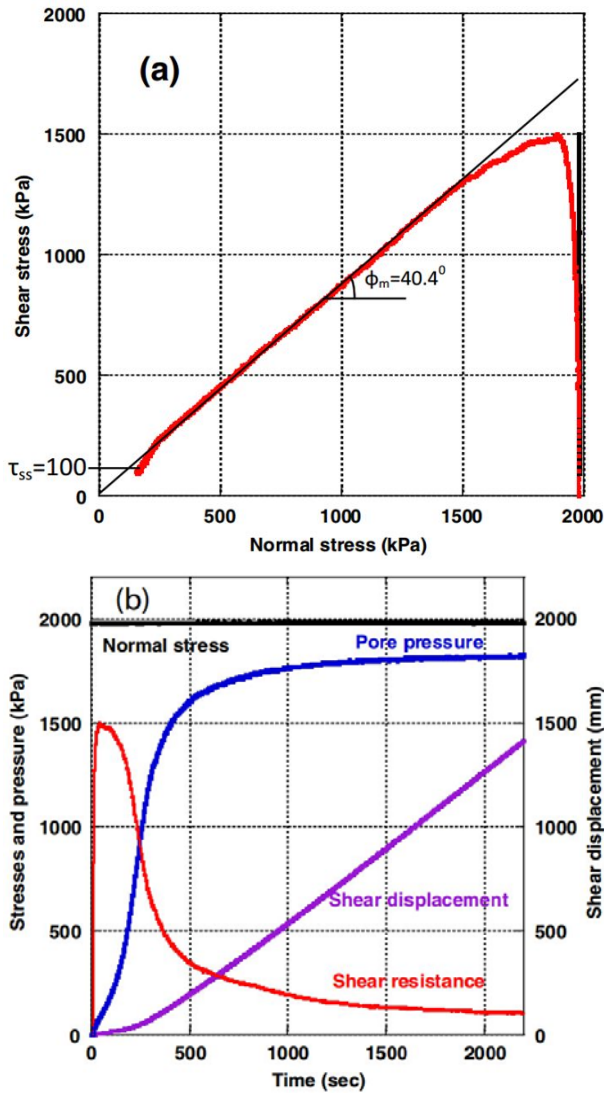 2000
(a)
1500
1000
500
0
Shear stress (kPa)
ϕm=40.4⁰
τss=100
0 500 1000 1500 2000
Normal stress (kPa)
(b)
2000 2000
Normal stress
Pore pressure
1500 1500
1000 1000
Shear displacement
500 500
Shear resistance
0 0
Stresses and pressure (kPa)
Shear displacement (mm)
0 500 1000 1500 2000
Time (sec)